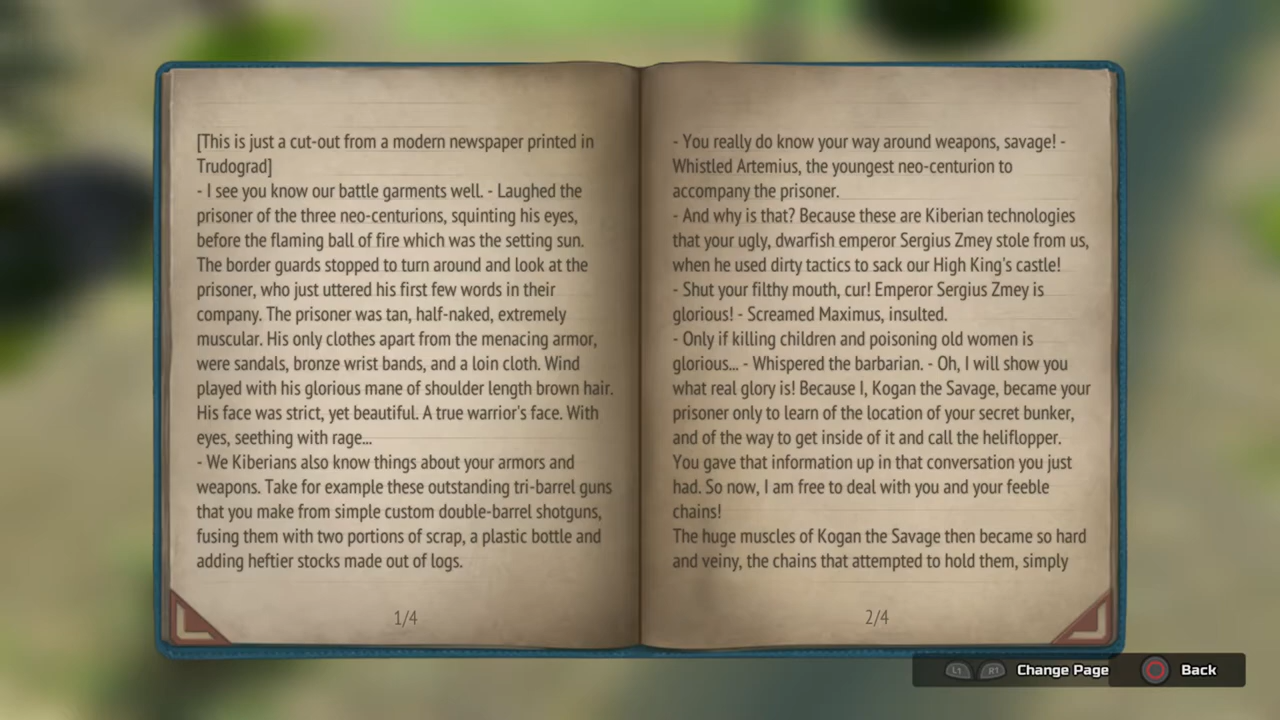 [This is just a cut-out from a modern newspaper printed in
Trudograd]
- I see you know our battle garments well. - Laughed the
prisoner of the three neo-centurions, squinting his eyes,
before the flaming ball of fire which was the setting sun.
The border guards stopped to turn around and look at the
prisoner, who just uttered his first few words in their
company. The prisoner was tan, half-naked, extremely
muscular. His only clothes apart from the menacing armor,
were sandals, bronze wrist bands, and a loin cloth. Wind
played with his glorious mane of shoulder length brown hair.
His face was strict, yet beautiful. A true warrior's face. With
eyes, seething with rage...
- We Kiberians also know things about your armors and
weapons. Take for example these outstanding tri-barrel guns
that you make from simple custom double-barrel shotguns,
fusing them with two portions of scrap, a plastic bottle and
adding heftier stocks made out of logs.
1/4
- You really do know your way around weapons, savage! -
Whistled Artemius, the youngest neo-centurion to
accompany the prisoner.
- And why is that? Because these are Kiberian technologies
that your ugly, dwarfish emperor Sergius Zmey stole from us,
when he used dirty tactics to sack our High King's castle!
- Shut your filthy mouth, cur! Emperor Sergius Zmey is
glorious! - Screamed Maximus, insulted.
- Only if killing children and poisoning old women is
glorious... - Whispered the barbarian. - Oh, I will show you
what real glory is! Because I, Kogan the Savage, became your
prisoner only to learn of the location of your secret bunker,
and of the way to get inside of it and call the heliflopper.
You gave that information up in that conversation you just
had. So now, I am free to deal with you and your feeble
chains!
The huge muscles of Kogan the Savage then became so hard
and veiny, the chains that attempted to hold them, simply
2/4
L1 R1 Change Page Back